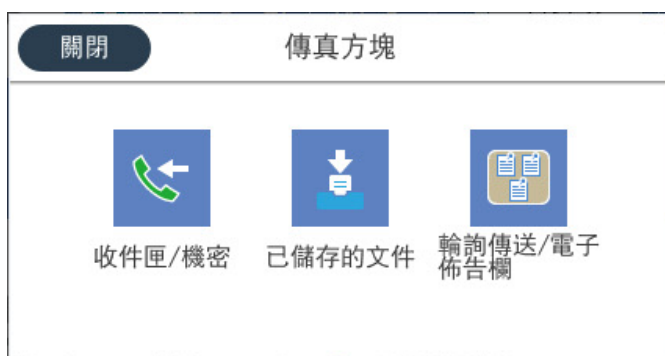 關閉
傳真方塊
收件匣/機密
已儲存的文件
輪詢傳送/電子
佈告欄